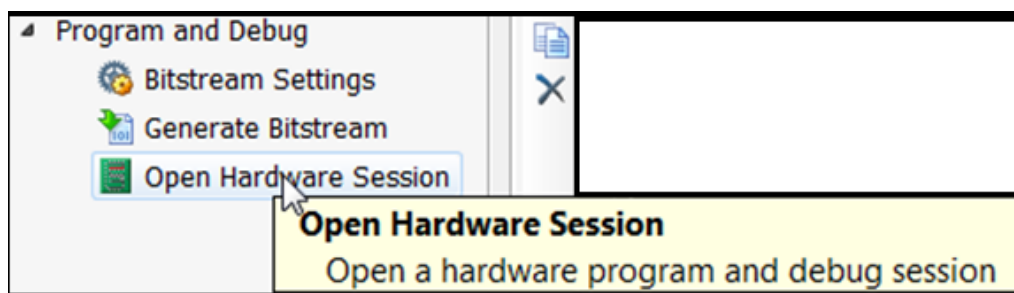 Program and Debug
Bitstream Settings
Generate Bitstream
Open Hardware Session
Open Hardware Session
Open a hardware program and debug session